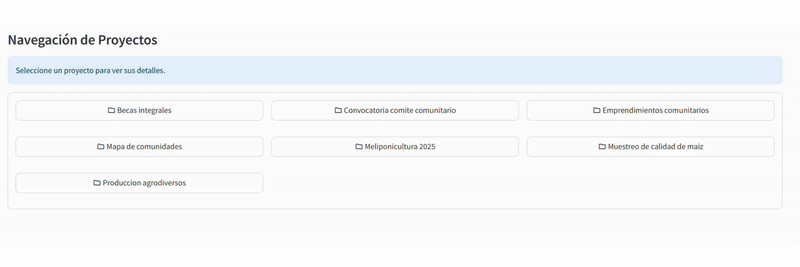 Navegación de Proyectos
Seleccione un proyecto para ver sus detalles.
Becas integrales
Convocatoria comite comunitario
Emprendimientos comunitarios
Mapa de comunidades
Meliponicultura 2025
Muestreo de calidad de maiz
Produccion agrodiversos